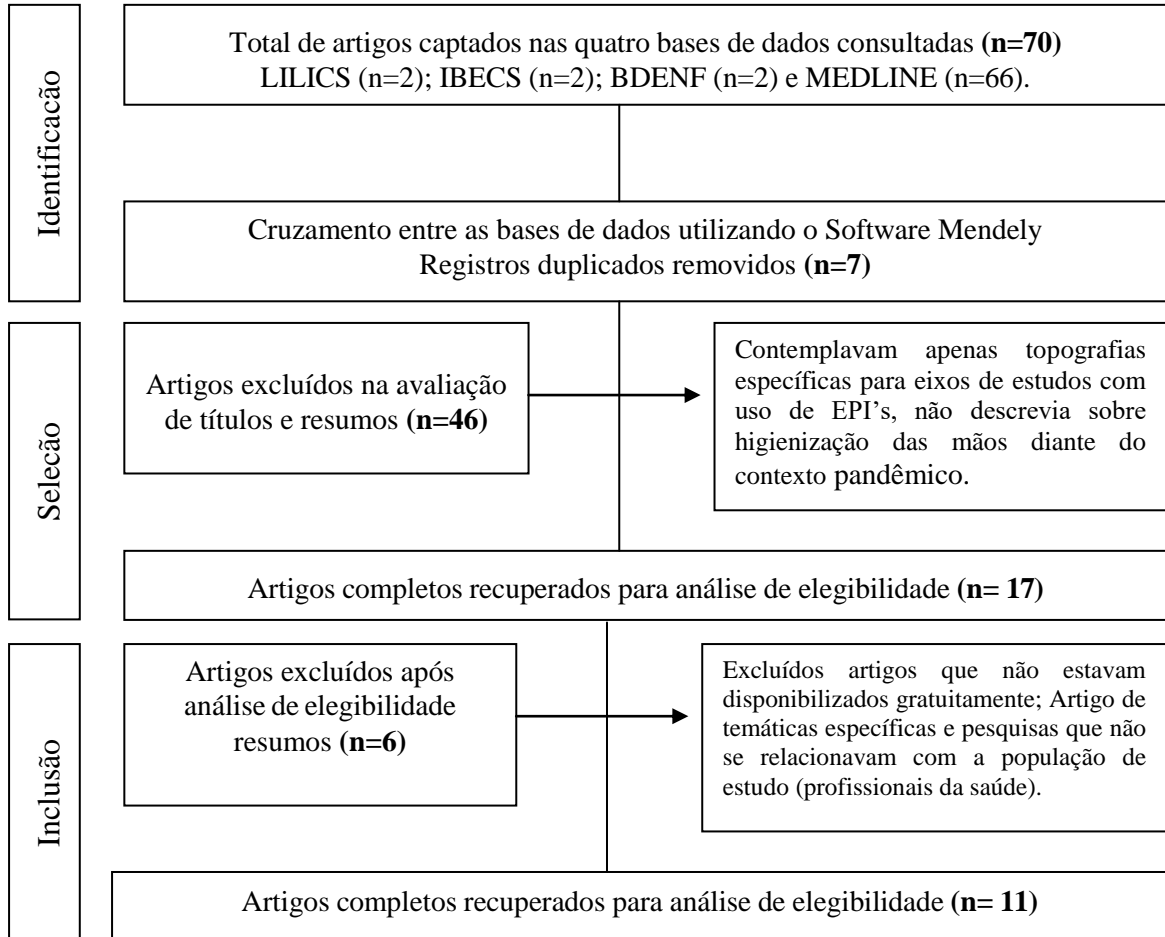 Identificacão
Total de artigos captados nas quatro bases de dados consultadas (n=70)
LILICS (n=2); IBECS (n=2); BDENF (n=2) e MEDLINE (n=66).
Cruzamento entre as bases de dados utilizando o Software Mendely
Registros duplicados removidos (n=7)
Selecão
Artigos excluídos na avaliação
de títulos e resumos (n=46)
Contemplavam apenas topografias
específicas para eixos de estudos com
uso de EPI’s, não descrevia sobre
higienização das mãos diante do
contexto pandêmico.
Artigos completos recuperados para análise de elegibilidade (n= 17)
Inclusão
Artigos excluídos após
análise de elegibilidade
resumos (n=6)
Excluídos artigos que não estavam
disponibilizados gratuitamente; Artigo de
temáticas específicas e pesquisas que não
se relacionavam com a população de
estudo (profissionais da saúde).
Artigos completos recuperados para análise de elegibilidade (n= 11)